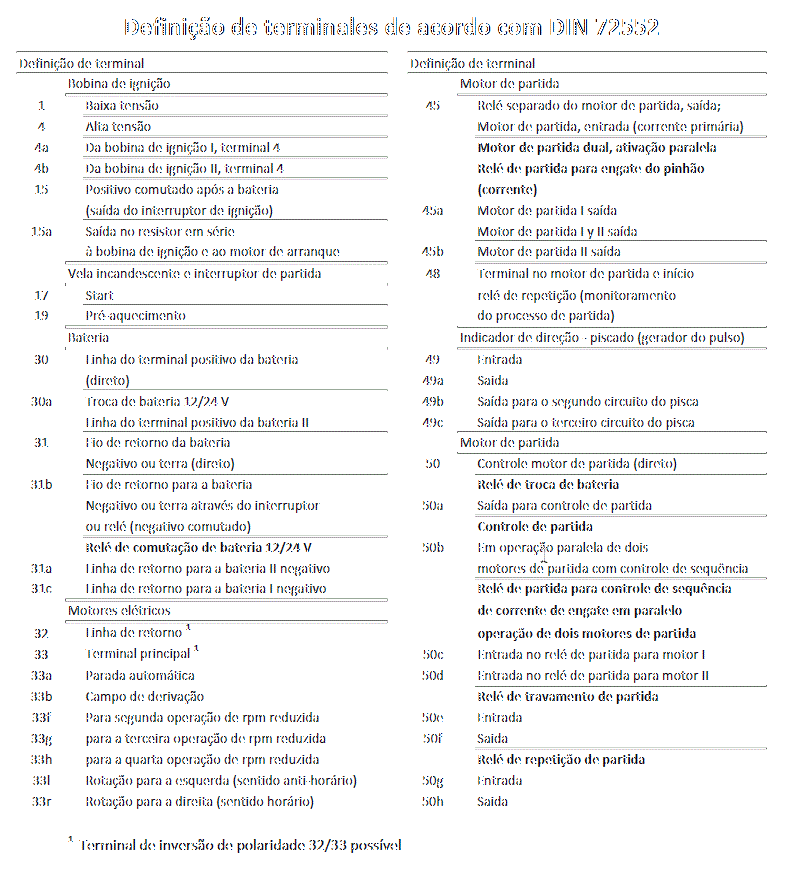 Definição de terminales de acordo com DIN 72552
Definição de terminal
Bobina de ignição
1 Baixa tensão
4 Alta tensão
4a Da bobina de ignição I, terminal 4
4b Da bobina de ignição II, terminal 4
15 Positivo comutado após a bateria
(saída do interruptor de ignição)
15a Saída no resistor em série
à bobina de ignição e ao motor de arranque
Vela incandescente e interruptor de partida
17 Start
19 Pré-aquecimento
Bateria
30 Linha do terminal positivo da bateria
(direto)
30a Troca de bateria 12/24 V
Linha do terminal positivo da bateria II
31 Fio de retorno da bateria
Negativo ou terra (direto)
31b Fio de retorno para a bateria
Negativo ou terra através do interruptor
ou relé (negativo comutado)
Relé de comutação de bateria 12/24 V
31a Linha de retorno para a bateria II negativo
31c Linha de retorno para a bateria I negativo
Motores elétricos
32 Linha de retorno 1
33 Terminal principal 1
33a Parada automática
33b Campo de derivação
33f Para segunda operação de rpm reduzida
33g para a terceira operação de rpm reduzida
33h para a quarta operação de rpm reduzida
33l Rotação para a esquerda (sentido anti-horário)
33r Rotação para a direita (sentido horário)
1 Terminal de inversão de polaridade 32/33 possível
Definição de terminal
Motor de partida
45 Relé separado do motor de partida, saída;
Motor de partida, entrada (corrente primária)
Motor de partida dual, ativação paralela
Relé de partida para engate do pinhão
(corrente)
45a Motor de partida I saída
Motor de partida I y II saída
45b Motor de partida II saída
48 Terminal no motor de partida e início
relé de repetição (monitoramento
do processo de partida)
Indicador de direção - piscado (gerador do pulso)
49 Entrada
49a Saida
49b Saída para o segundo circuito do pisca
49c Saída para o terceiro circuito do pisca
Motor de partida
50 Controle motor de partida (direto)
Relé de troca de bateria
50a Saída para controle de partida
Controle de partida
50b Em operação paralela de dois
motores de partida com controle de sequência
Relé de partida para controle de sequência
de corrente de engate em paralelo
operação de dois motores de partida
50c Entrada no relé de partida para motor I
50d Entrada no relé de partida para motor II
Relé de travamento de partida
50e Entrada
50f Saida
Relé de repetição de partida
50g Entrada
50h Saida